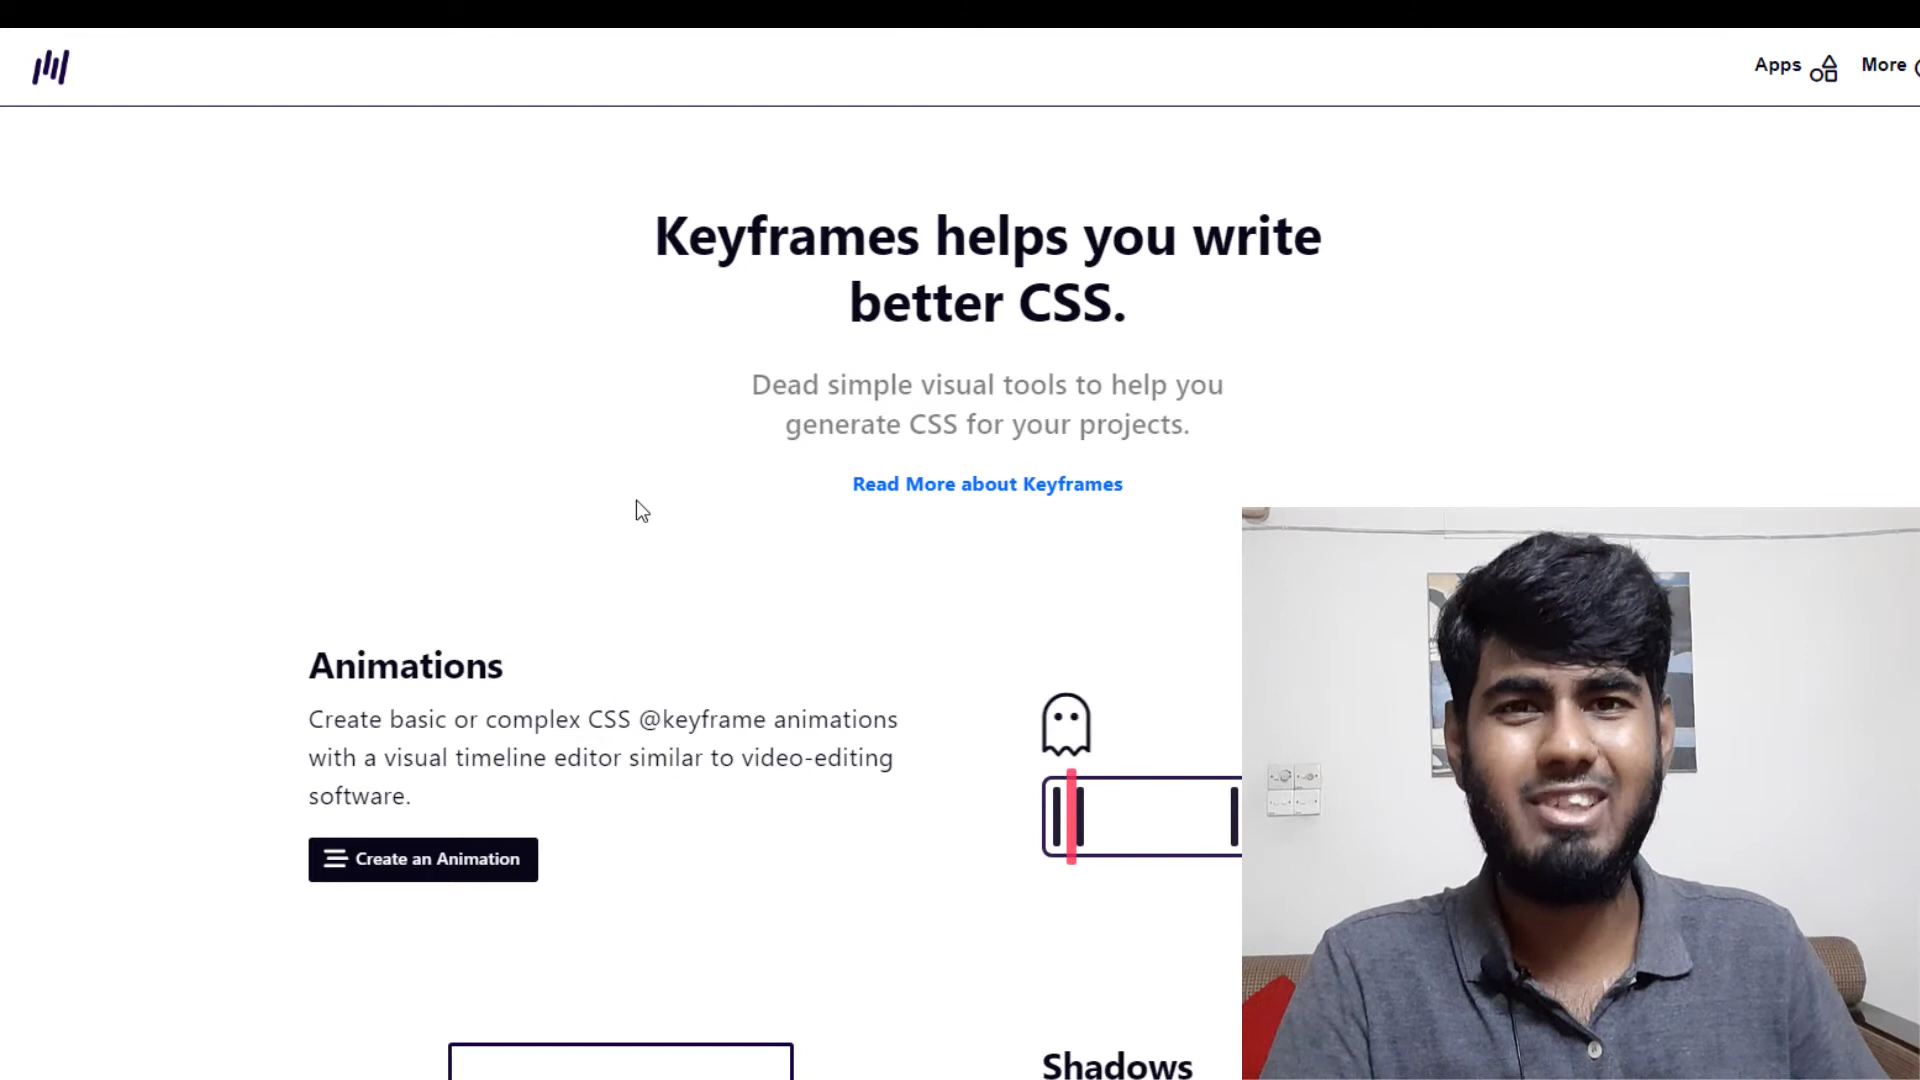 Apps
More
Keyframes helps you write
better CSS.
Dead simple visual tools to help you
generate CSS for your projects.
Read More about Keyframes
Animations
Create basic or complex CSS @keyframe animations
with a visual timeline editor similar to video-editing
software.
Create an Animation
Shadows